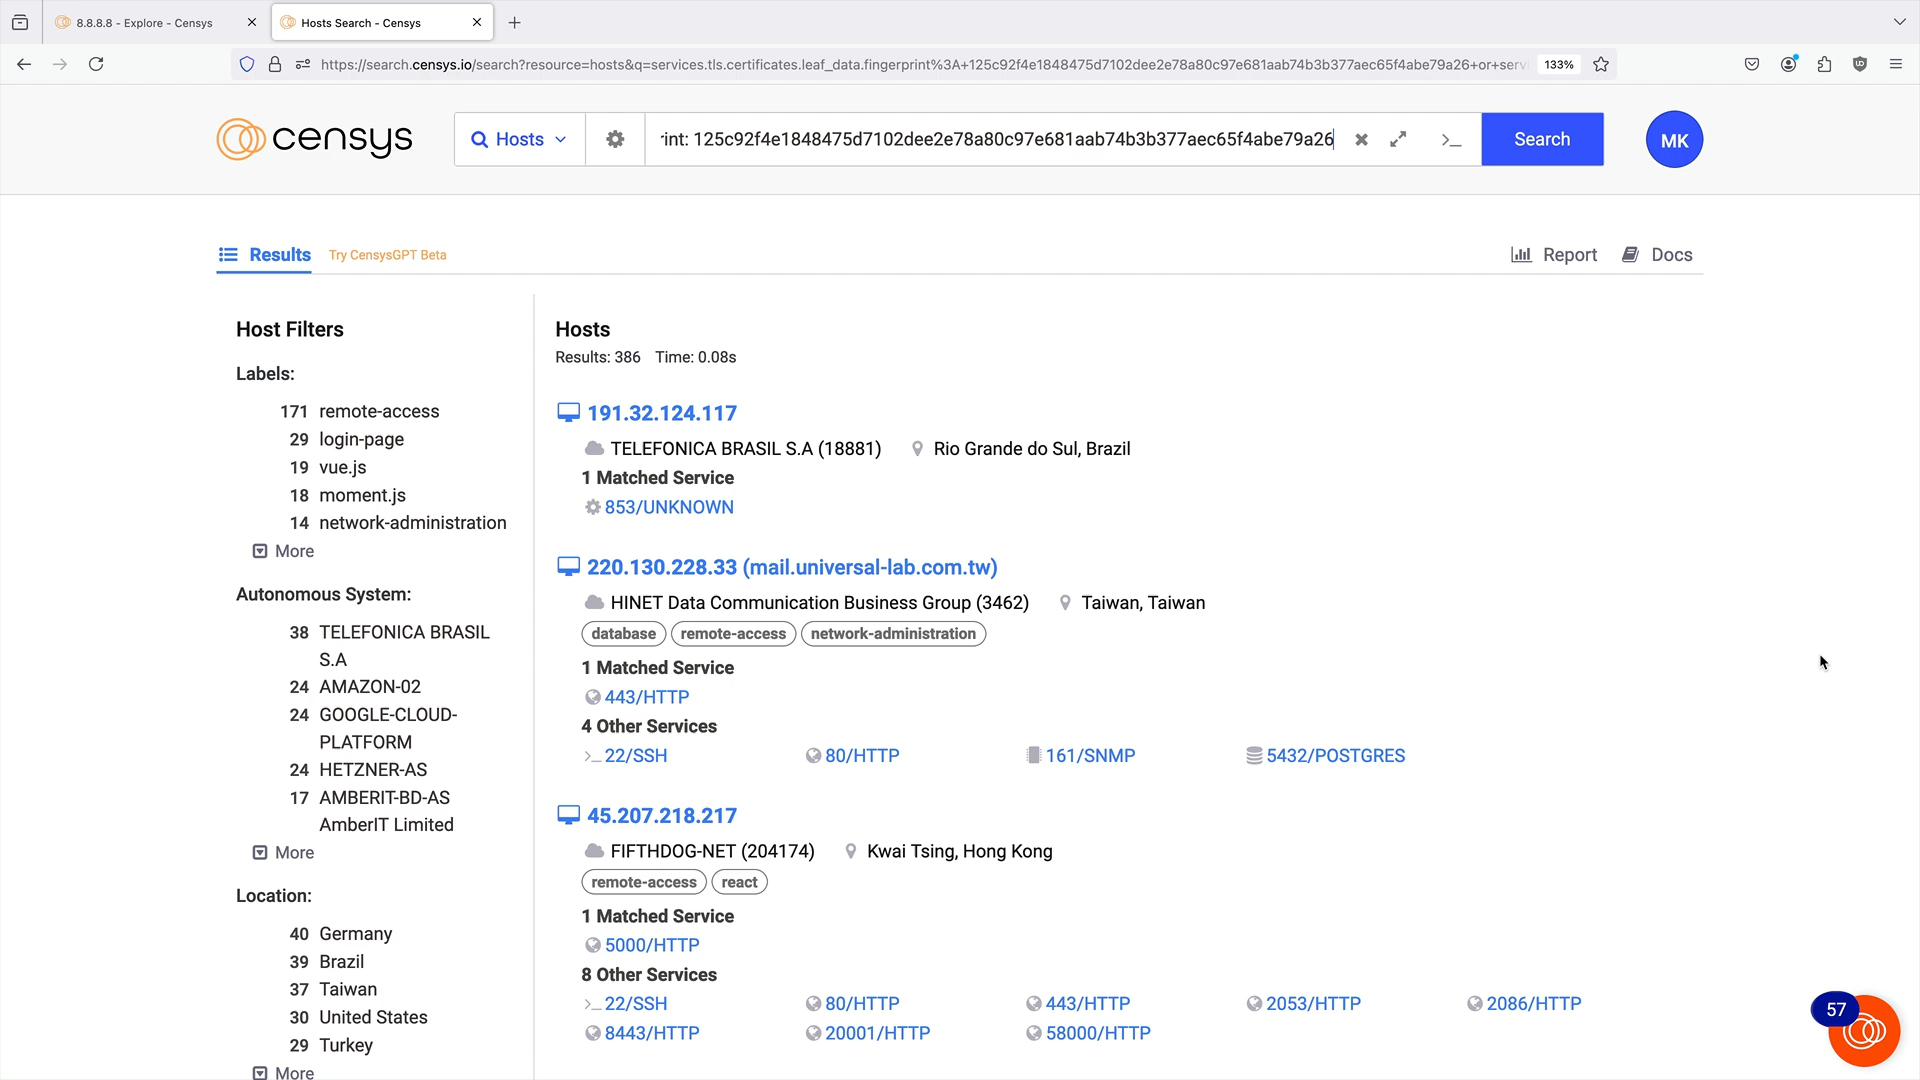 8.8.8.8 - Explore - Censys
Hosts Search - Censys
https://search.censys.io/search?resource=hosts&q=services.tls.certificates.leaf_data.fingerprint%3A+125c92f4e1848475d7102dee2e78a80c97e681aab74b3b377aec65f4abe79a26+or+serv
133%
censys
Hosts
rint: 125c92f4e1848475d7102dee2e78a80c97e681aab74b3b377aec65f4abe79a26
>_
Search
MK
Results
Try CensysGPT Beta
Report
Docs
Host Filters
Labels:
171 remote-access
29 login-page
19 vue.js
18 moment.js
14 network-administration
More
Autonomous System:
38 TELEFONICA BRASIL
S.A
24 AMAZON-02
24 GOOGLE-CLOUD-
PLATFORM
24 HETZNER-AS
17 AMBERIT-BD-AS
AmberIT Limited
More
Location:
40 Germany
39 Brazil
37 Taiwan
30 United States
29 Turkey
More
Hosts
Results: 386 Time: 0.08s
191.32.124.117
TELEFONICA BRASIL S.A (18881) Rio Grande do Sul, Brazil
1 Matched Service
853/UNKNOWN
220.130.228.33 (mail.universal-lab.com.tw)
HINET Data Communication Business Group (3462) Taiwan, Taiwan
database remote-access network-administration
1 Matched Service
443/HTTP
4 Other Services
>_ 22/SSH 80/HTTP 161/SNMP 5432/POSTGRES
45.207.218.217
FIFTHDOG-NET (204174) Kwai Tsing, Hong Kong
remote-access react
1 Matched Service
5000/HTTP
8 Other Services
>_ 22/SSH 80/HTTP 443/HTTP 2053/HTTP 2086/HTTP
8443/HTTP 20001/HTTP 58000/HTTP
57